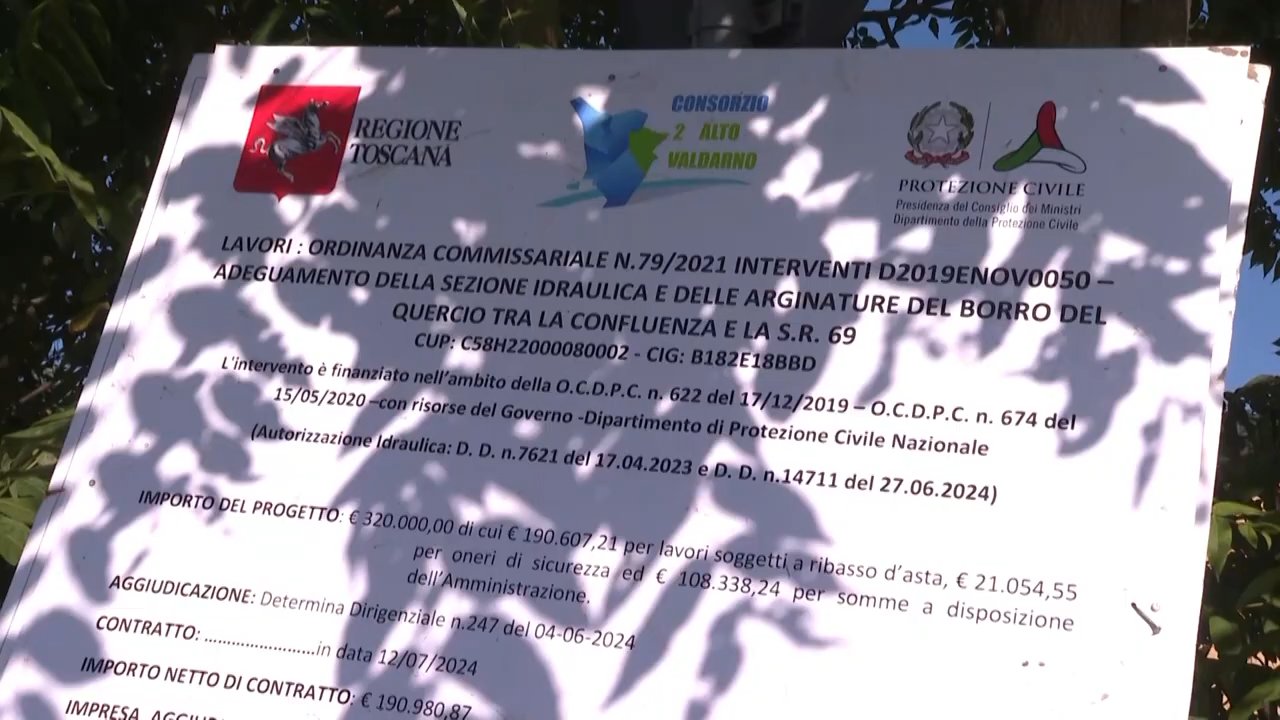 REGIONE
TOSCANA
CONSORZIO
2 ALTO
VALDARNO
PROTEZIONE CIVILE
Presidenza del Consiglio dei Ministri
Dipartimento della Protezione Civile
LAVORI : ORDINANZA COMMISSARIALE N.79/2021 INTERVENTI D2019ENOV0050 –
ADEGUAMENTO DELLA SEZIONE IDRAULICA E DELLE ARGINATURE DEL BORRO DEL
QUERCIO TRA LA CONFLUENZA E LA S.R. 69
CUP: C58H22000080002 - CIG: B182E18BBD
L'intervento è finanziato nell'ambito della O.C.D.P.C. n. 622 del 17/12/2019 – O.C.D.P.C. n. 674 del
15/05/2020 –con risorse del Governo -Dipartimento di Protezione Civile Nazionale
(Autorizzazione Idraulica: D. D. n.7621 del 17.04.2023 e D. D. n.14711 del 27.06.2024)
IMPORTO DEL PROGETTO: € 320.000,00 di cui € 190.607,21 per lavori soggetti a ribasso d'asta, € 21.054,55
per oneri di sicurezza ed € 108.338,24 per somme a disposizione
dell'Amministrazione.
AGGIUDICAZIONE: Determina Dirigenziale n.247 del 04-06-2024
CONTRATTO: ........................in data 12/07/2024
IMPORTO NETTO DI CONTRATTO: € 190.980,87
IMPRESA